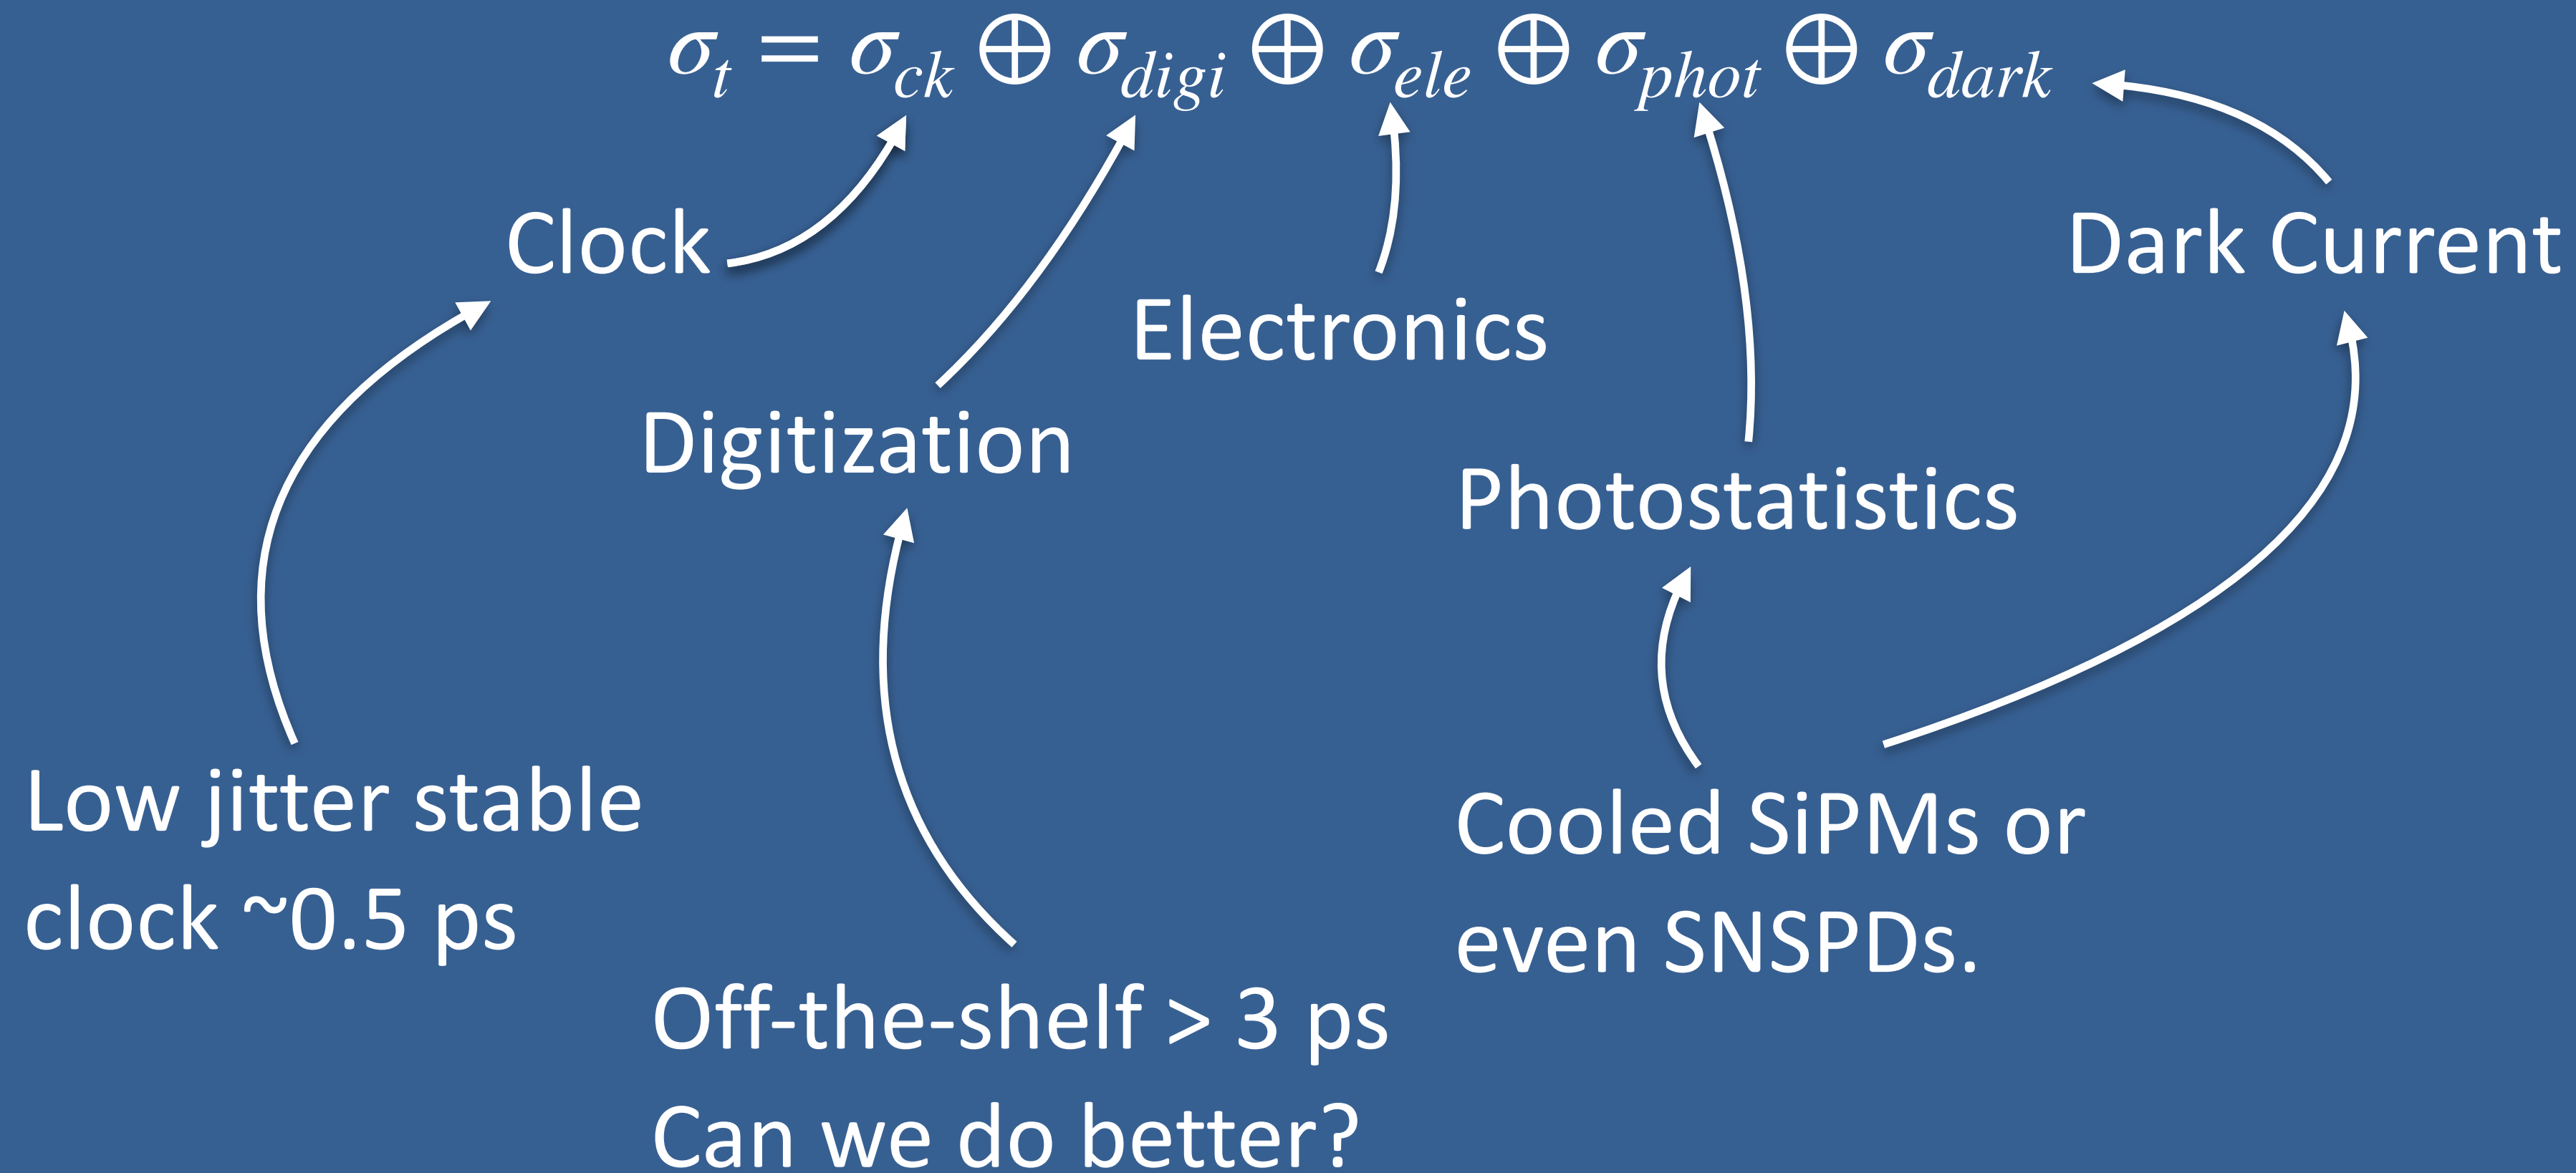 σ_t = σ_ck ⊕ σ_digi ⊕ σ_ele ⊕ σ_phot ⊕ σ_dark
Clock
Dark Current
Electronics
Digitization
Photostatistics
Low jitter stable
clock ~0.5 ps
Cooled SiPMs or
even SNSPDs.
Off-the-shelf > 3 ps
Can we do better?